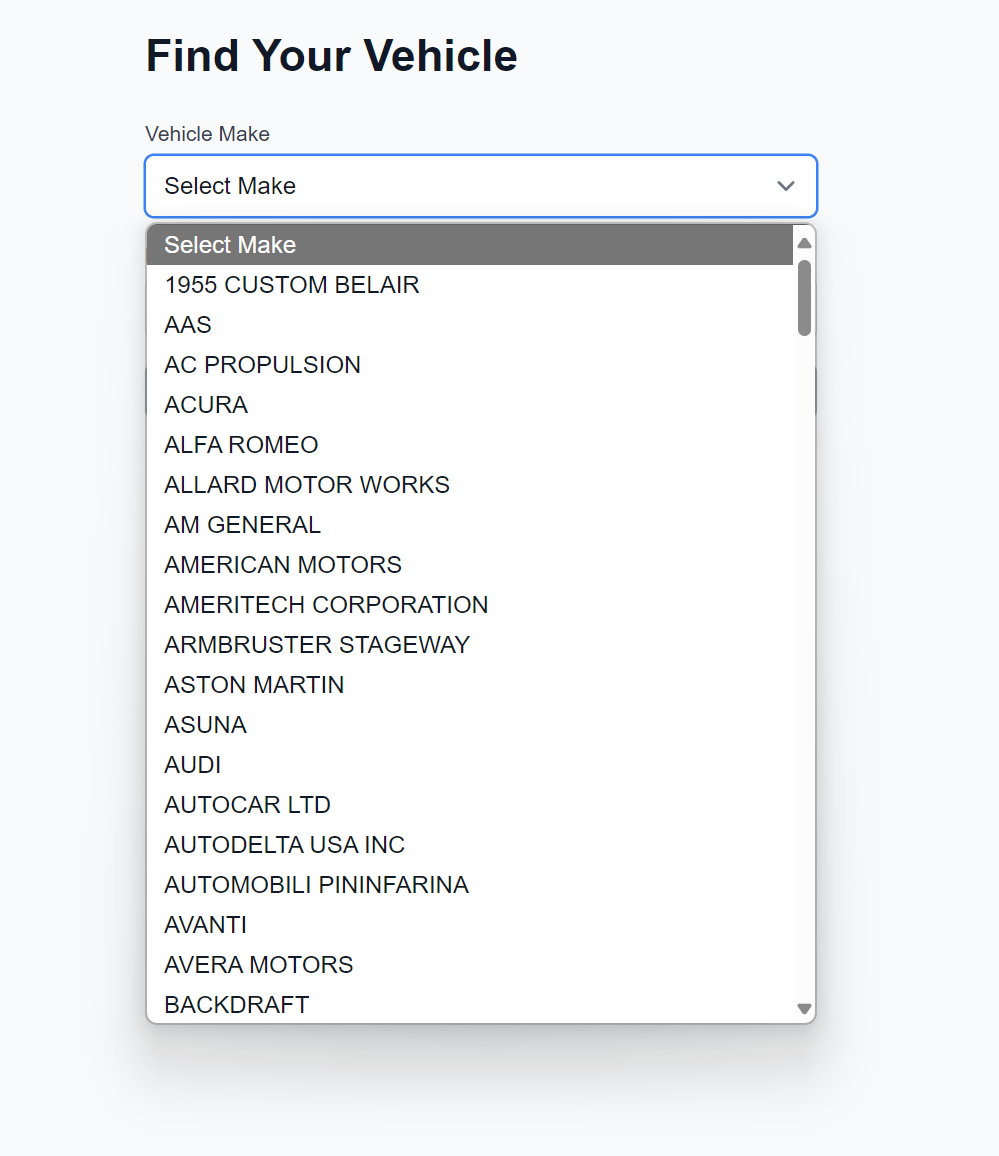 Find Your Vehicle
Vehicle Make
Select Make
Select Make
1955 CUSTOM BELAIR
AAS
AC PROPULSION
ACURA
ALFA ROMEO
ALLARD MOTOR WORKS
AM GENERAL
AMERICAN MOTORS
AMERITECH CORPORATION
ARMBRUSTER STAGEWAY
ASTON MARTIN
ASUNA
AUDI
AUTOCAR LTD
AUTODELTA USA INC
AUTOMOBILI PININFARINA
AVANTI
AVERA MOTORS
BACKDRAFT